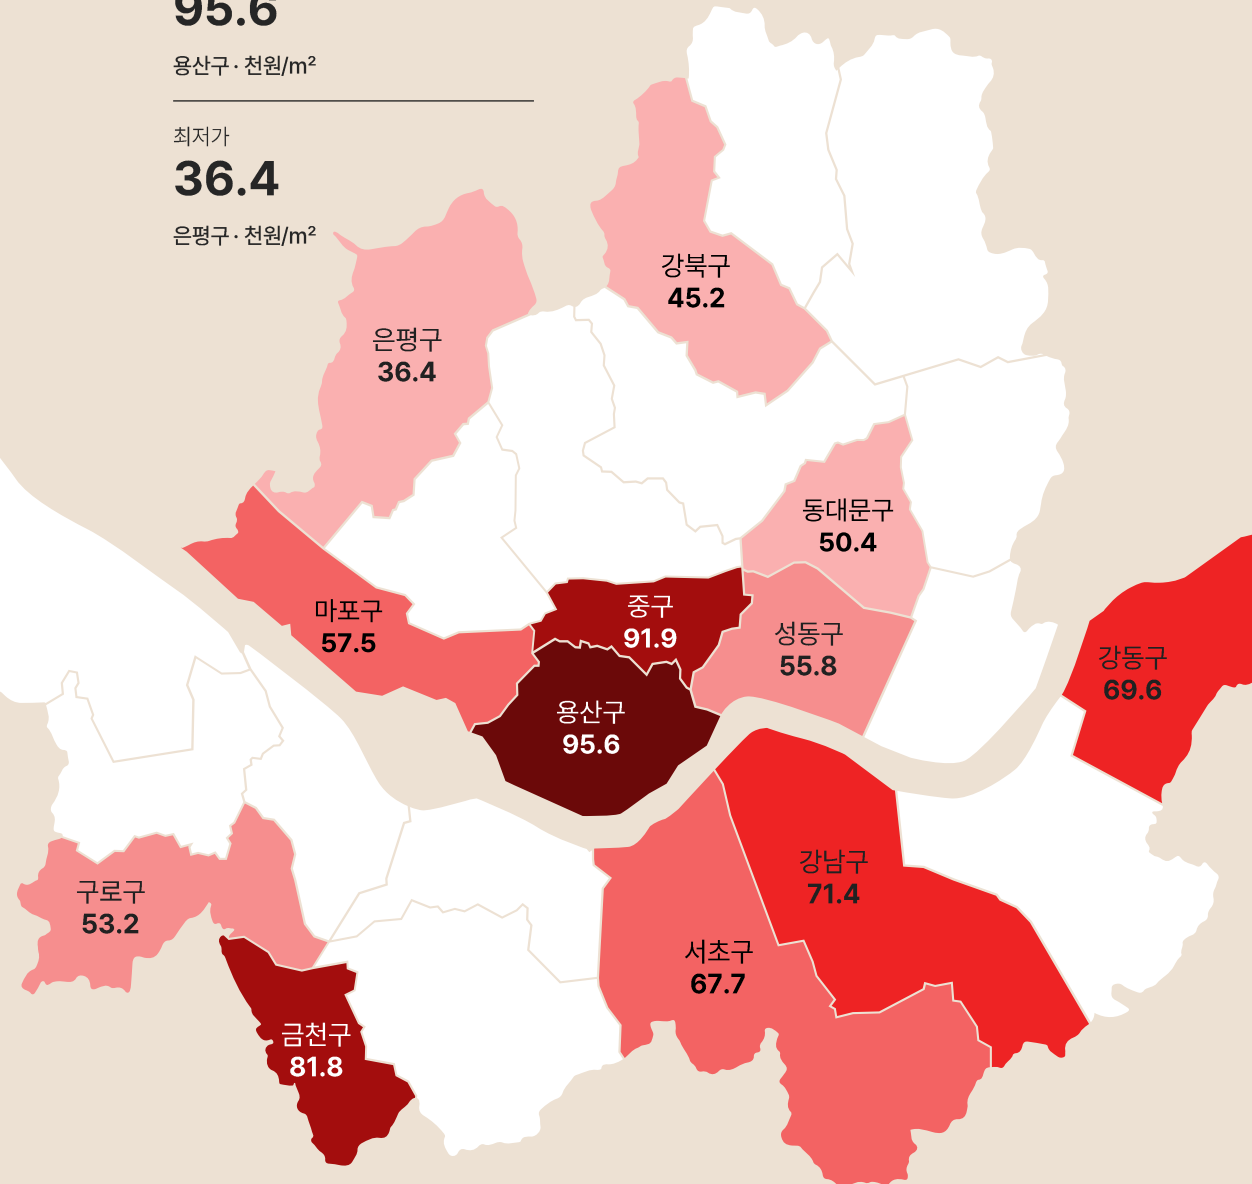 95.6
용산구 · 천원/m²
최저가
36.4
은평구 · 천원/m²
강북구
45.2
은평구
36.4
동대문구
50.4
마포구
57.5
중구
91.9
성동구
55.8
강동구
69.6
용산구
95.6
강남구
71.4
구로구
53.2
서초구
67.7
금천구
81.8